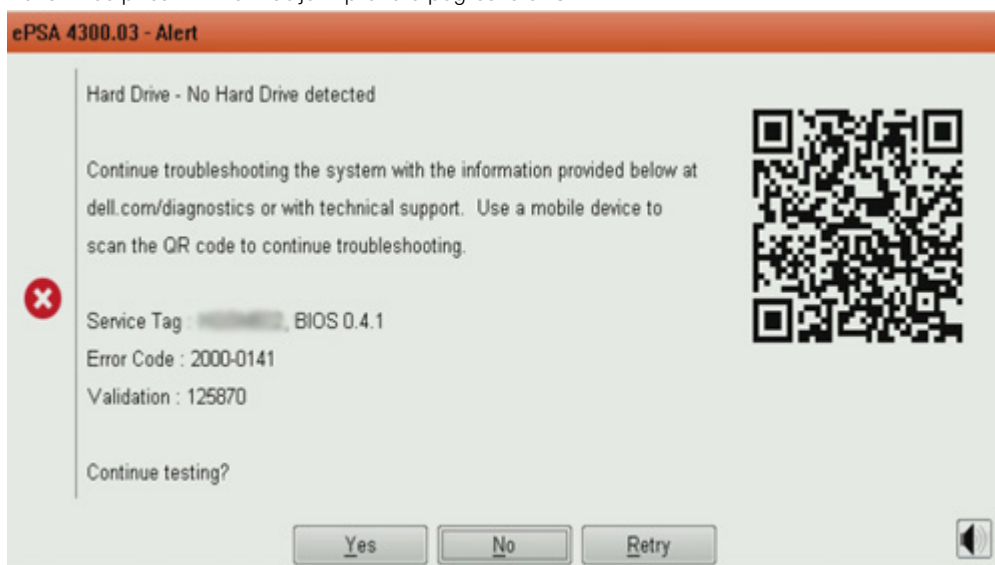 ePSA 4300.03 - Alert
Hard Drive - No Hard Drive detected
Continue troubleshooting the system with the information provided below at
dell.com/diagnostics or with technical support. Use a mobile device to
scan the QR code to continue troubleshooting.
Service Tag : , BIOS 0.4.1
Error Code : 2000-0141
Validation : 125870
Continue testing?
Yes No Retry